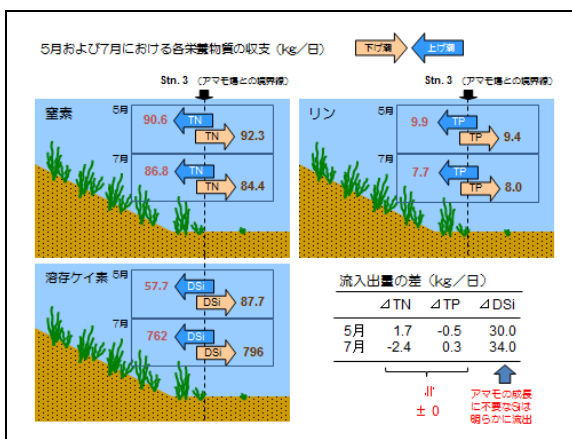 5月および7月における各栄養物質の収支（kg／日）
下げ潮
上げ潮
Stn. 3 （アマモ場との境界線）
Stn. 3 （アマモ場との境界線）
窒素
5月
90.6
TN
TN
92.3
7月
86.8
TN
TN
84.4
リン
5月
9.9
TP
TP
9.4
7月
7.7
TP
TP
8.0
溶存ケイ素
5月
57.7
DSi
DSi
87.7
7月
762
DSi
DSi
796
流入出量の差（kg／日）
⊿TN ⊿TP ⊿DSi
5月 1.7 -0.5 30.0
7月 -2.4 0.3 34.0
≒
± 0
アマモの成長
に不要なSiは
明らかに流出